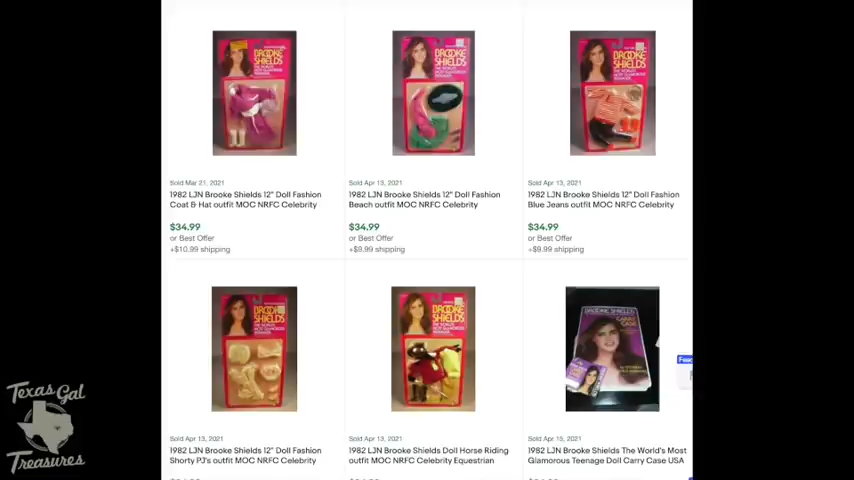 BROOKE
SHIELDS
BROOKE
SHIELDS
BROOKE
SHIELDS
Sold Mar 21, 2021
1982 LJN Brooke Shields 12" Doll Fashion
Coat & Hat outfit MOC NRFC Celebrity
$34.99
or Best Offer
+$10.99 shipping
Sold Apr 13, 2021
1982 LJN Brooke Shields 12" Doll Fashion
Beach outfit MOC NRFC Celebrity
$34.99
or Best Offer
+$9.99 shipping
Sold Apr 13, 2021
1982 LJN Brooke Shields 12" Doll Fashion
Blue Jeans outfit MOC NRFC Celebrity
$34.99
or Best Offer
+$9.99 shipping
BROOKE
SHIELDS
BROOKE
SHIELDS
BROOKE SHIELDS
Sold Apr 13, 2021
1982 LJN Brooke Shields 12" Doll Fashion
Shorty PJ's outfit MOC NRFC Celebrity
Sold Apr 13, 2021
1982 LJN Brooke Shields Doll Horse Riding
outfit MOC NRFC Celebrity Equestrian
Sold Apr 15, 2021
1982 LJN Brooke Shields The World's Most
Glamorous Teenage Doll Carry Case USA
Texas Gal
Treasures